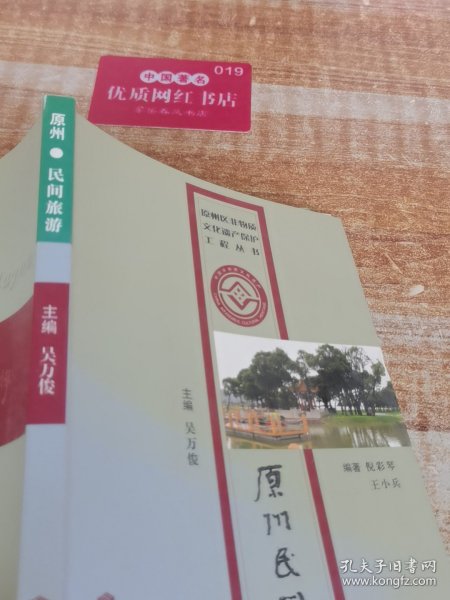 019
中国著名
优质网红书店
原州
民间旅游
主编 吴万俊
原州区非物质
文化遗产保护
工程丛书
主编 吴万俊
编著 倪彩琴
王小兵
原州民
孔夫子旧书网
www.kongfz.com